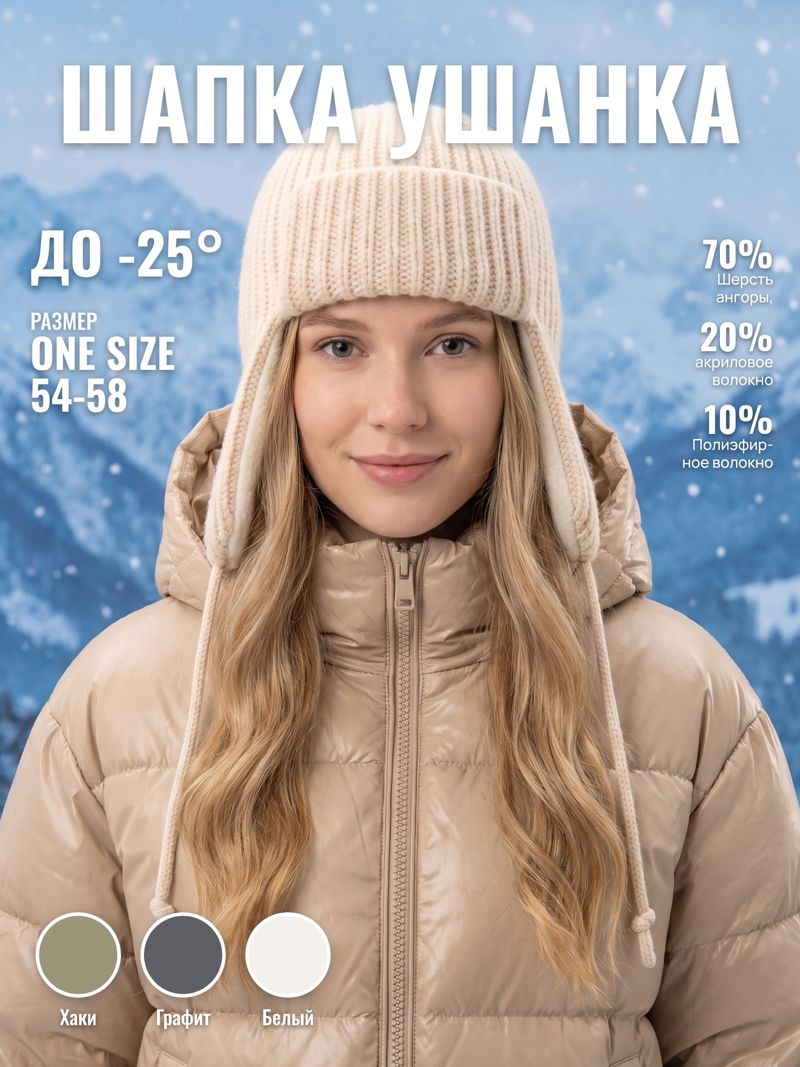 ШАПКА УШАНКА
ДО -25°
РАЗМЕР
ONE SIZE
54-58
70%
Шерсть
ангоры,
20%
акриловое
волокно
10%
Полиэфир-
ное волокно
Хаки
Графит
Белый